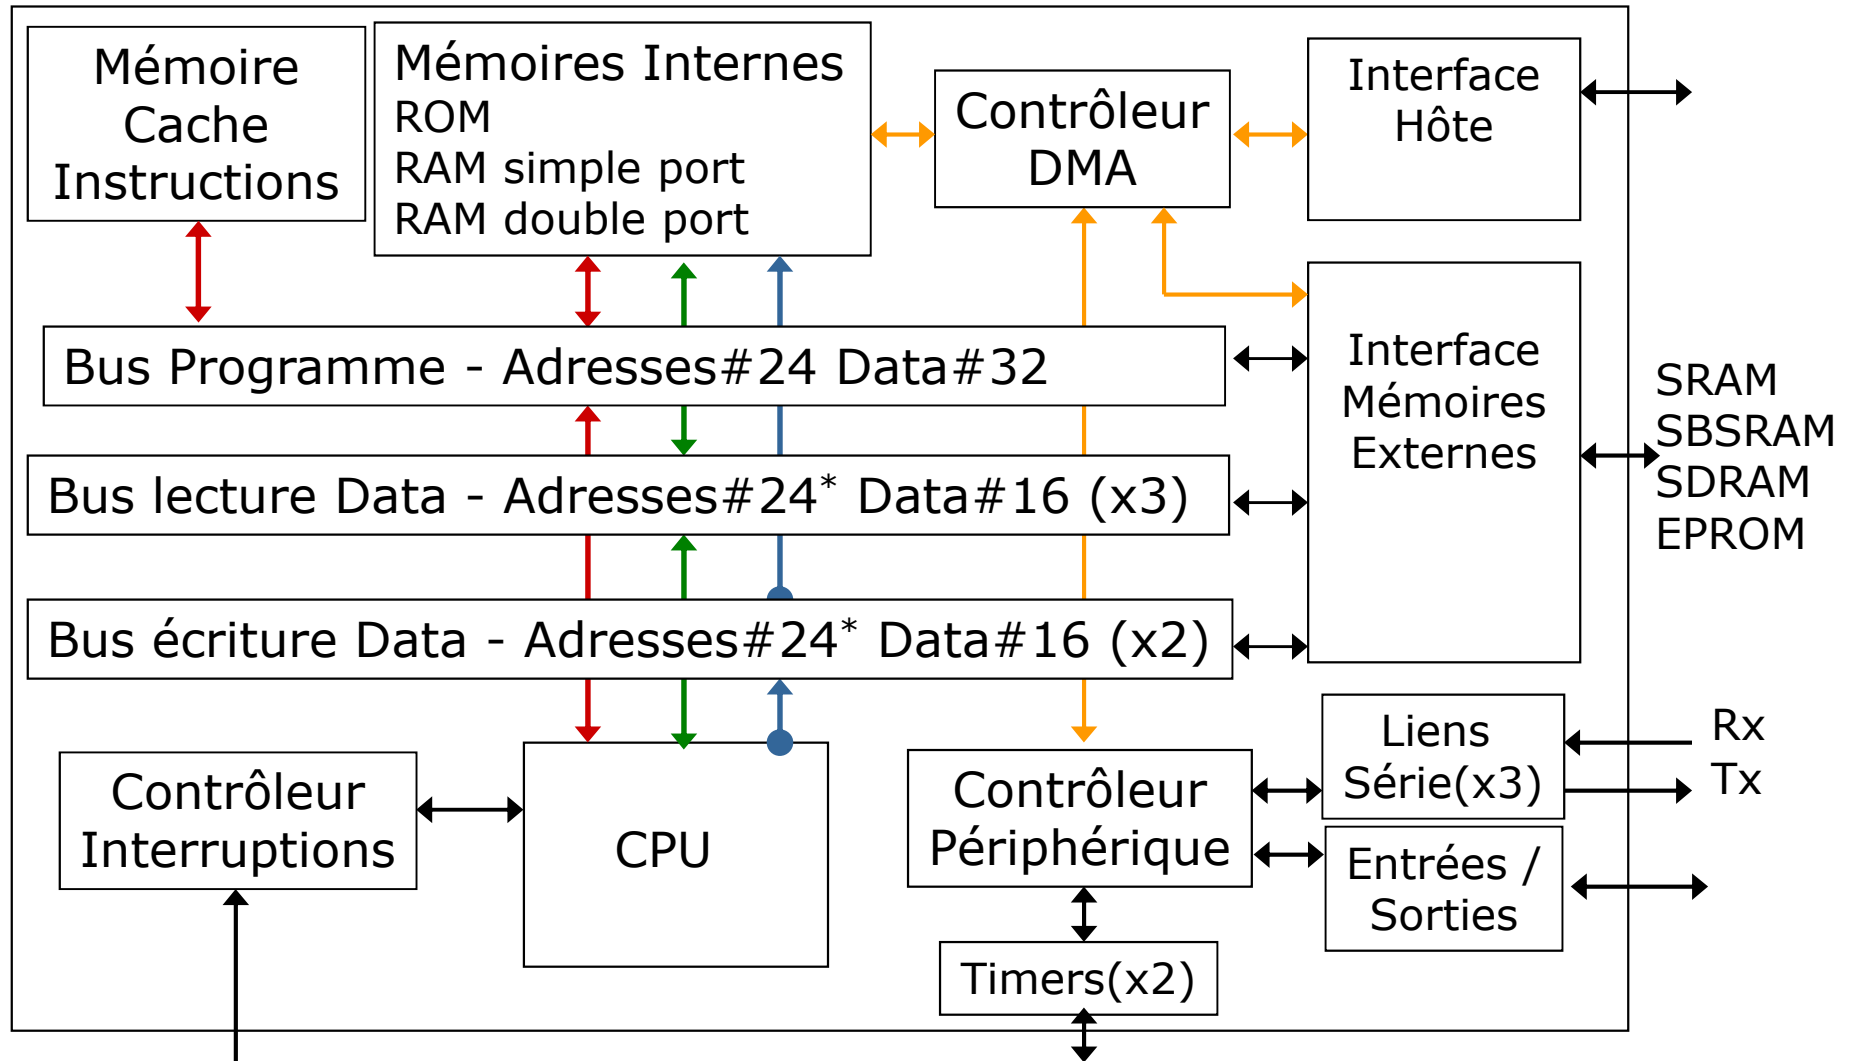 Mémoire
Cache
Instructions
Mémoires Internes
ROM
RAM simple port
RAM double port
Contrôleur
DMA
Interface
Hôte
Bus Programme - Adresses#24 Data#32
Bus lecture Data - Adresses#24* Data#16 (x3)
Bus écriture Data - Adresses#24* Data#16 (x2)
Interface
Mémoires
Externes
SRAM
SBSRAM
SDRAM
EPROM
Contrôleur
Interruptions
CPU
Contrôleur
Périphérique
Liens
Série(x3)
Rx
Tx
Entrées /
Sorties
Timers(x2)